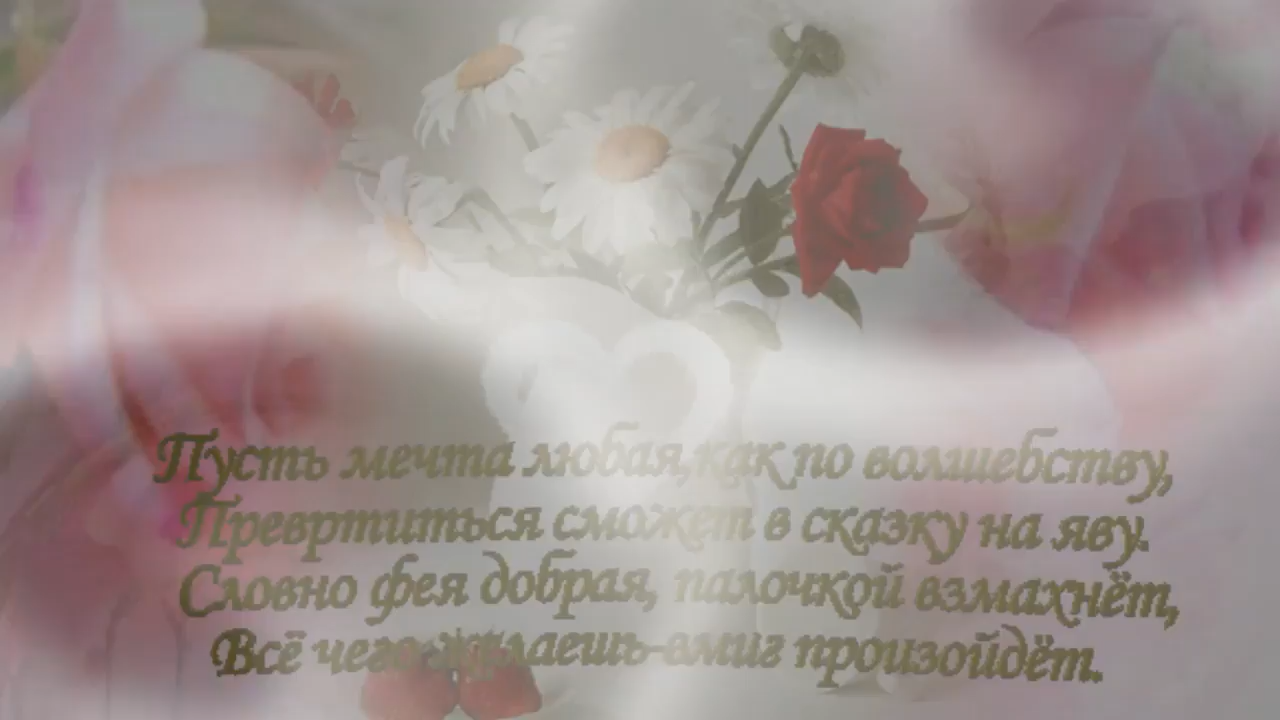 Пусть мечта любая,как по волшебству,
Превртиться сможет в сказку на яву.
Словно фея добрая, палочкой взмахнёт,
Всё чего желаешь-вмиг произойдёт.